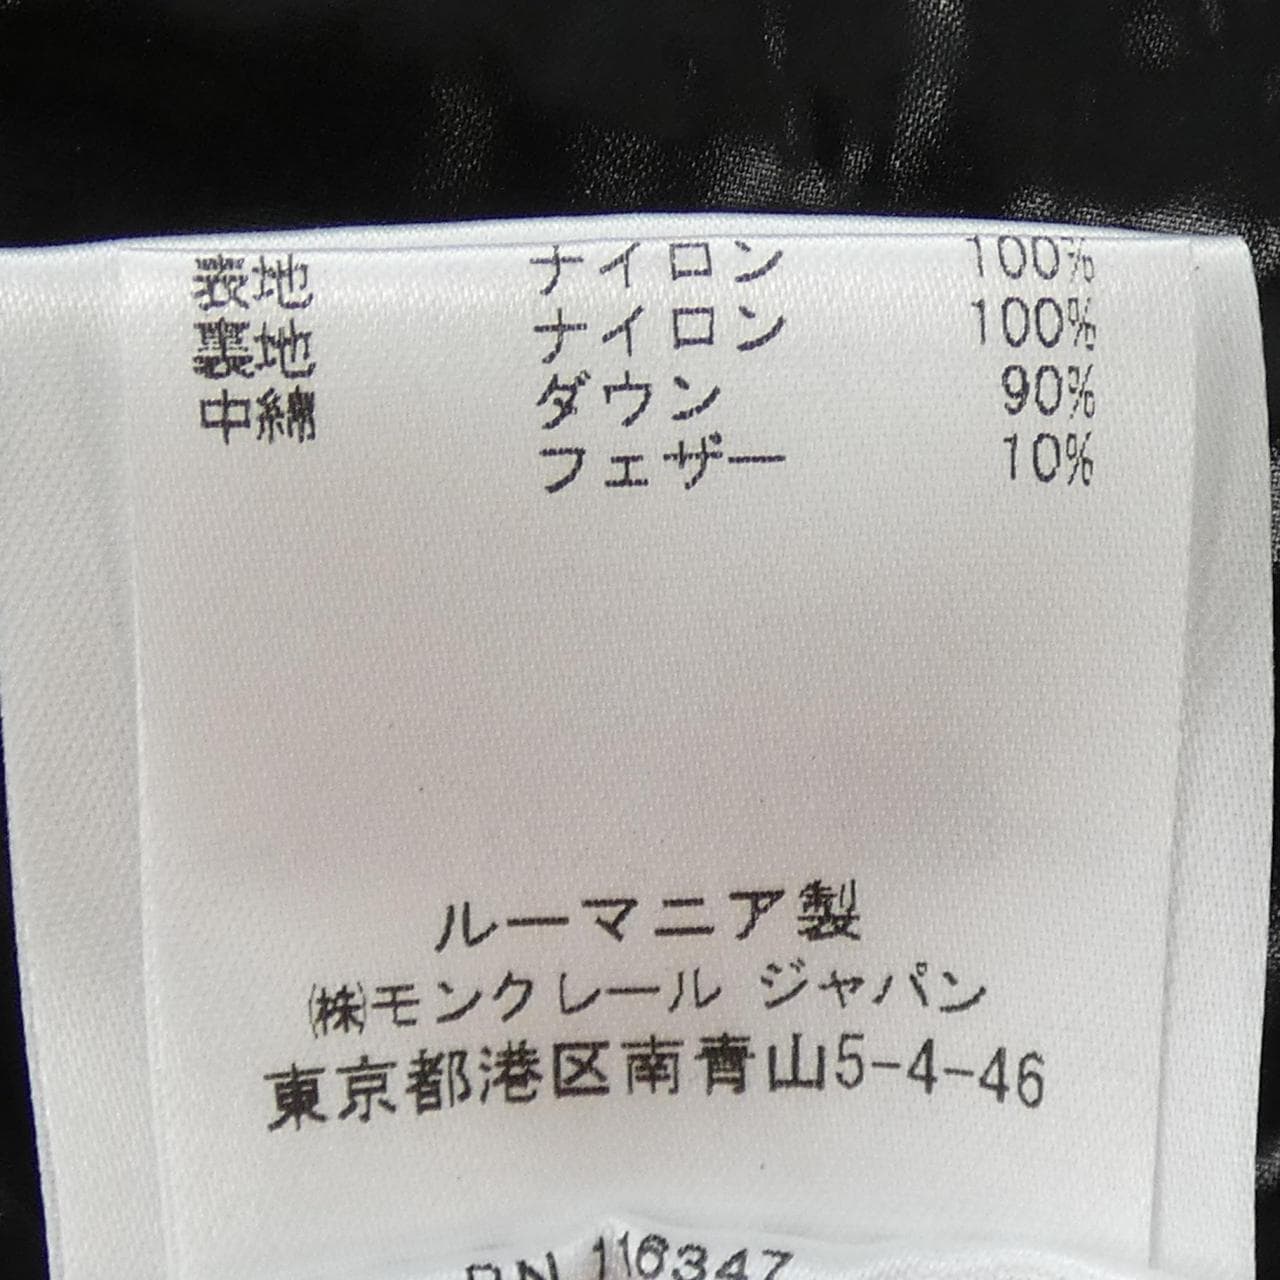 表地 ナイロン 100%
裏地 ナイロン 100%
中綿 ダウン 90%
フェザー 10%
ルーマニア製
㈱モンクレール ジャパン
東京都港区南青山5-4-46
RN 116347